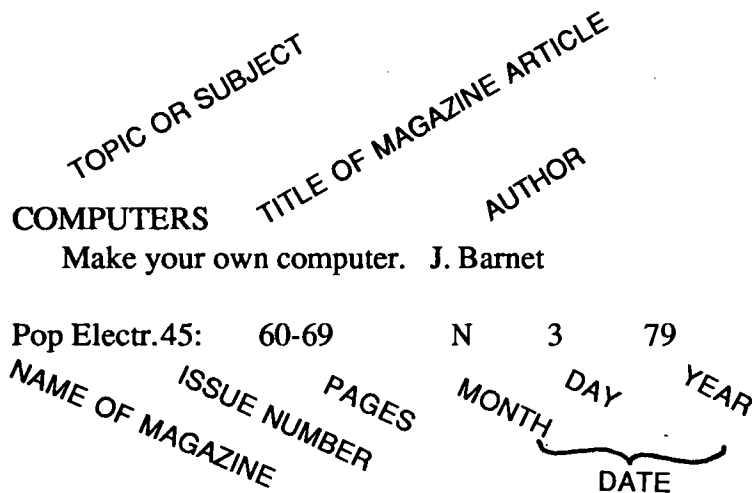 TOPIC OR SUBJECT
TITLE OF MAGAZINE ARTICLE
AUTHOR
COMPUTERS
Make your own computer. J. Barnet
Pop Electr.45: 60-69 N 3 79
NAME OF MAGAZINE
ISSUE NUMBER
PAGES
MONTH
DAY
YEAR
DATE